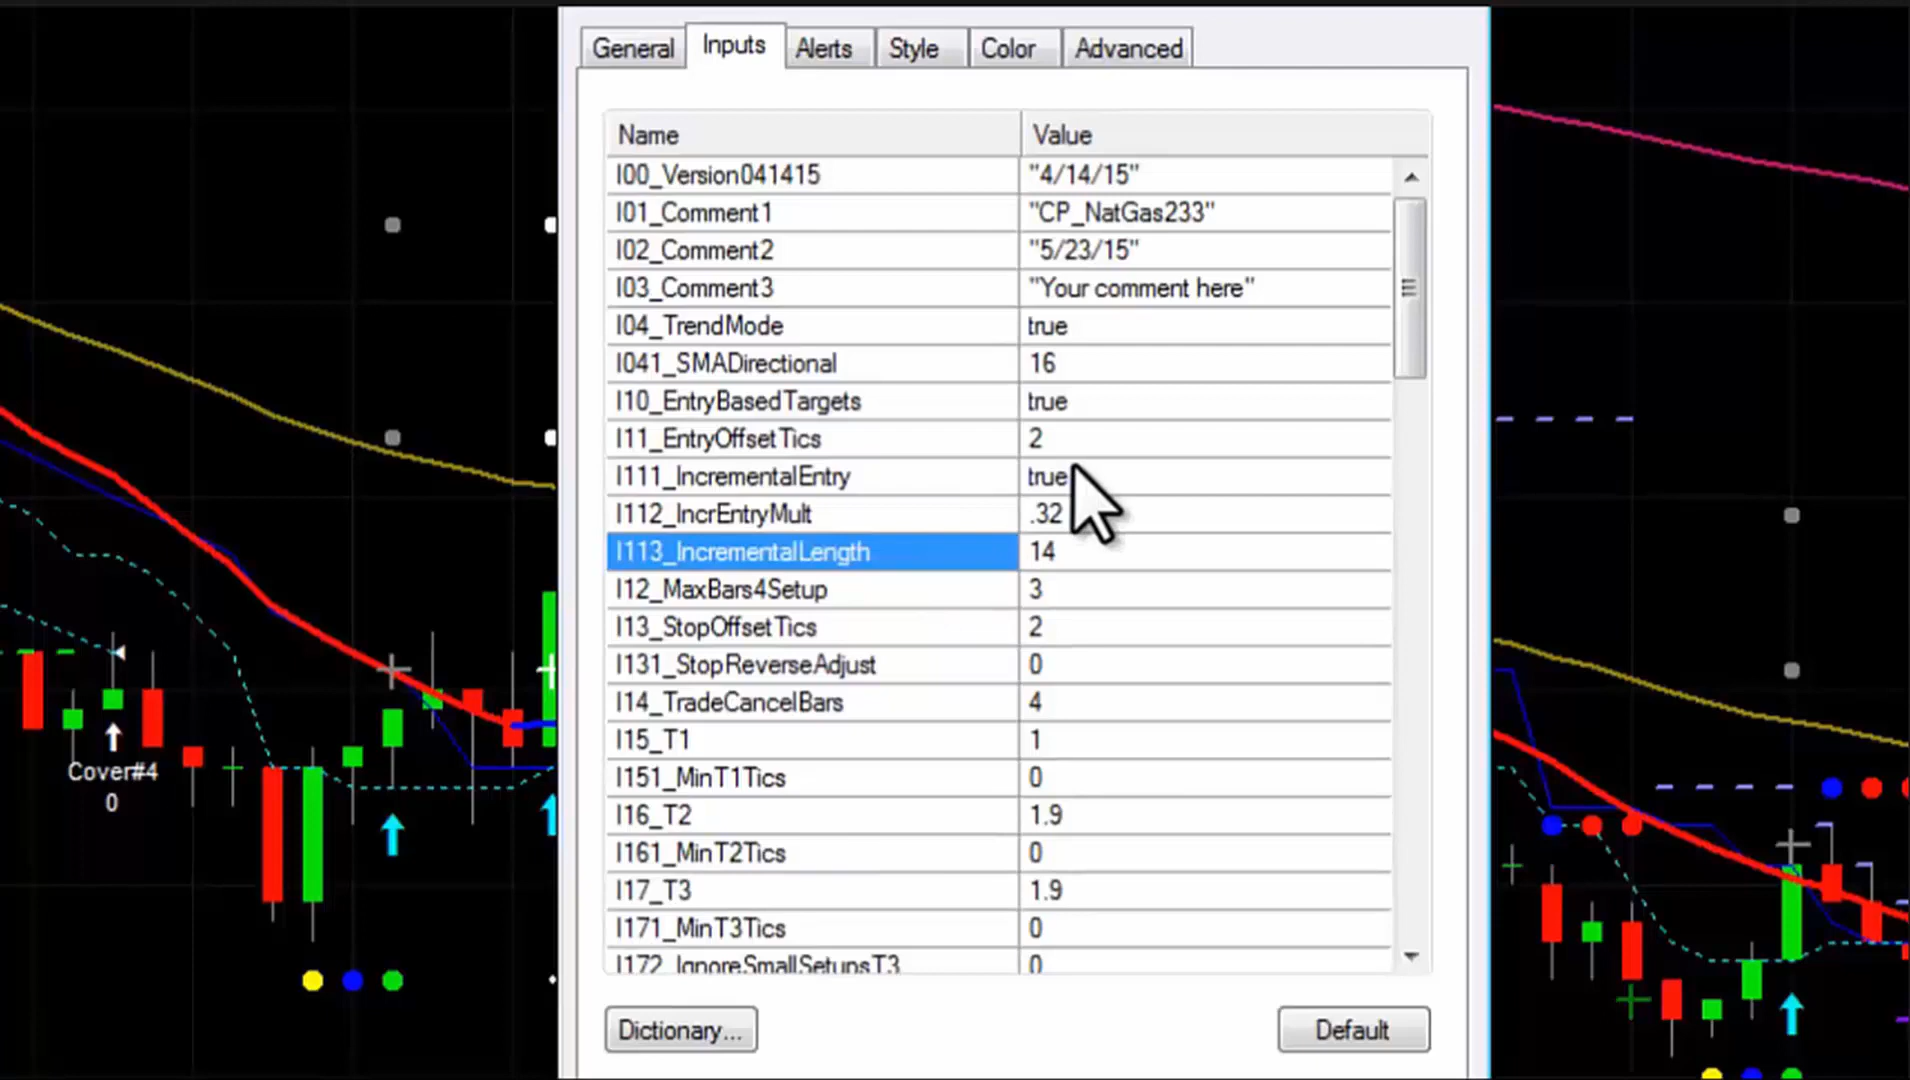 General Inputs Alerts Style Color Advanced
Name Value
I00_Version041415 "4/14/15"
I01_Comment1 "CP_NatGas233"
I02_Comment2 "5/23/15"
I03_Comment3 "Your comment here"
I04_TrendMode true
I041_SMADirectional 16
I10_EntryBasedTargets true
I11_EntryOffsetTics 2
I111_IncrementalEntry true
I112_IncrEntryMult .32
I113_IncrementalLength 14
I12_MaxBars4Setup 3
I13_StopOffsetTics 2
I131_StopReverseAdjust 0
I14_TradeCancelBars 4
I15_T1 1
I151_MinT1Tics 0
I16_T2 1.9
I161_MinT2Tics 0
I17_T3 1.9
I171_MinT3Tics 0
I172_IgnoreSmallSetupsT3 0
Dictionary... Default
Cover#4
0